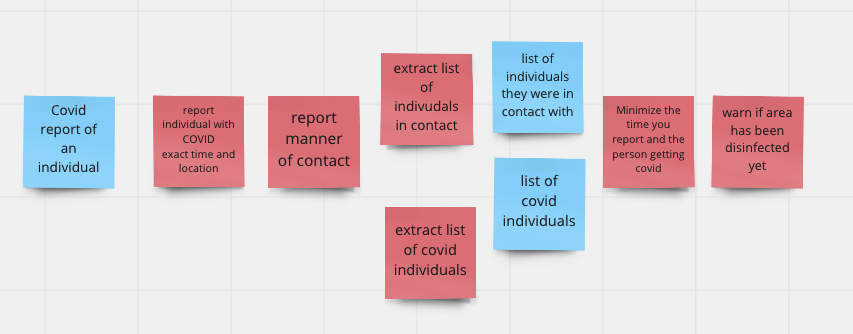 Covid
report of
an
individual
report
individual with
COVID
exact time and
location
report
manner
of contact
extract list
of
indivudals
in contact
list of
individuals
they were in
contact with
extract list
of covid
individuals
list of
covid
individuals
Minimize the
time you
report and the
person getting
covid
warn if area
has been
disinfected
yet